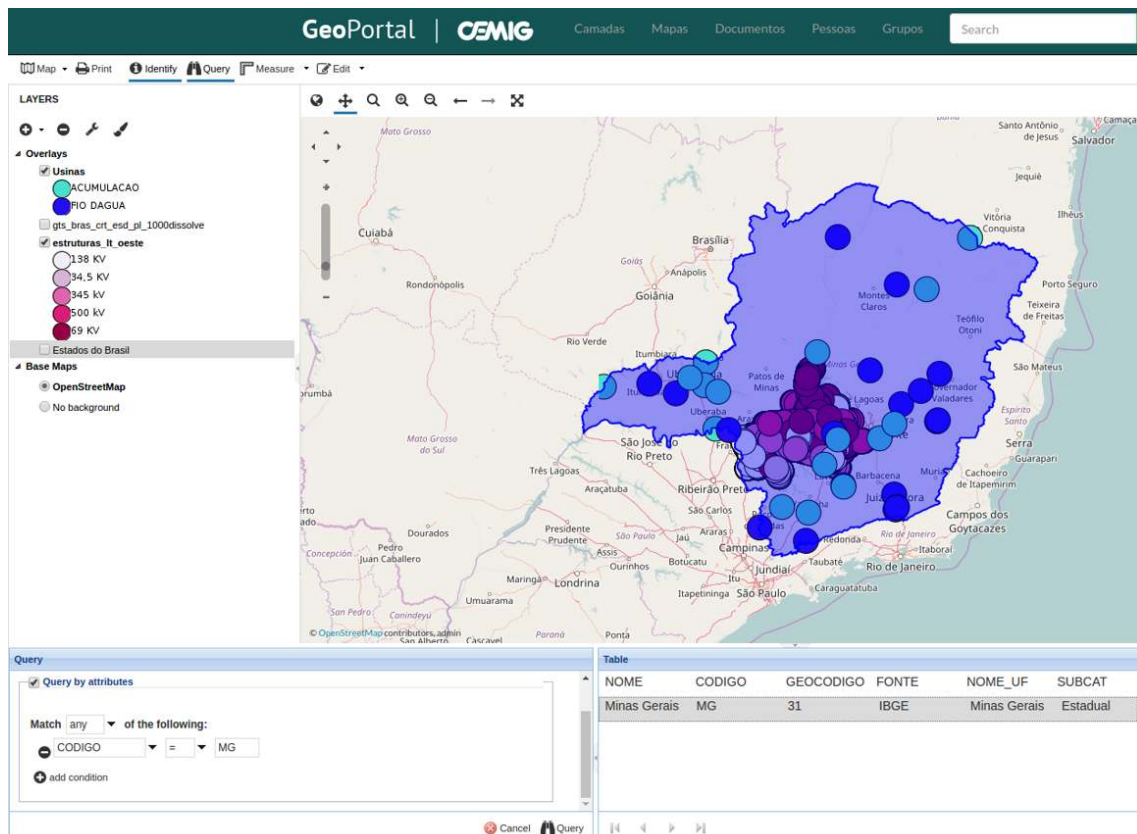 GeoPortal | CEMIG Camadas Mapas Documentos Pessoas Grupos Search
Map Print Identify Query Measure Edit
LAYERS
Overlays
Usinas
ACUMULACAO
FIO DAGUA
gts_bras_crt_esd_pl_1000dissolve
estruturas_lt_oeste
138 KV
34,5 KV
345 kV
500 kV
69 KV
Estados do Brasil
Base Maps
OpenStreetMap
No background
Mato Grosso
Santo Antônio
de Jesus
Camaça
Salvador
Jequié
Vitória
Conquista
Ilhéus
Cuiabá
Brasília
Goiás
Anápolis
Rondonópolis
Goiânia
Porto Seguro
Montes
Claros
Teixeira
de Freitas
Teófilo
Otoni
Rio Verde
Itumbiara
Patos de
Minas
São Mateus
orumbá
Uberaba
Valadares
Espírito
Santo
Mato Grosso
do Sul
São José do
Rio Preto
Serra
Guarapari
Três Lagoas
Barbacena
Cachoeiro
de Itapemirim
Araçatuba
Ribeirão Preto
São Carlos
Campos dos
Goytacazes
Dourados
Presidente
Prudente
São Paulo
Jaú
Araras
Rio de Janeiro
Itaboraí
Concepción
Pedro
Juan Caballero
Assis
Ourinhos
Botucatu
Campinas
Jundiaí
Taubaté
Rio de Janeiro
Maringá
Londrina
Itu
Itapetininga
São Paulo
Caraguatatuba
Umuarama
San Pedro
Canindeyú
© OpenStreetMap contributors, admin
San Alberto
Cascavel
Paraná
Ponta
Query
Query by attributes
Match any of the following:
CODIGO = MG
add condition
Cancel Query
Table
NOME CODIGO GEOCODIGO FONTE NOME_UF SUBCAT
Minas Gerais MG 31 IBGE Minas Gerais Estadual